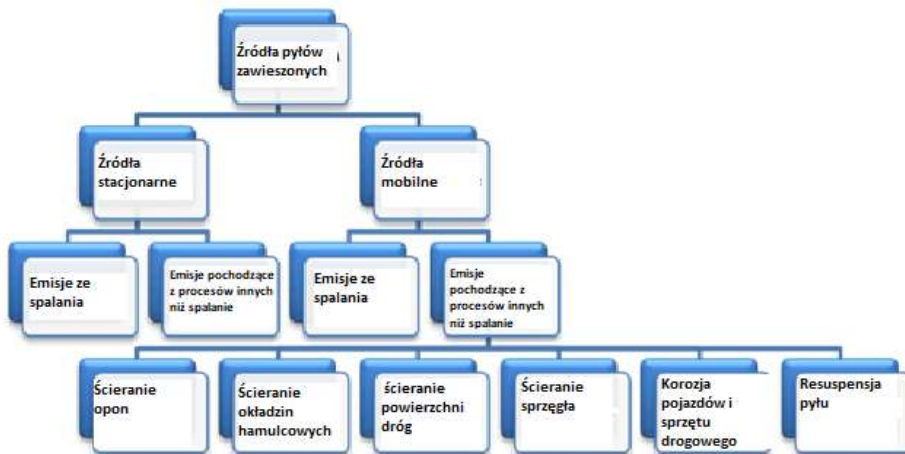 Źródła pyłów
zawieszonych
Źródła
stacjonarne
Źródła
mobilne
Emisje ze
spalania
Emisje pochodzące
z procesów innych
niż spalanie
Emisje ze
spalania
Emisje
pochodzące z
procesów innych
niż spalanie
Ścieranie
opon
Ścieranie
okładzin
hamulcowych
ścieranie
powierzchni
dróg
Ścieranie
sprzęgła
Korozja
pojazdów i
sprzętu
drogowego
Resuspensja
pyłu